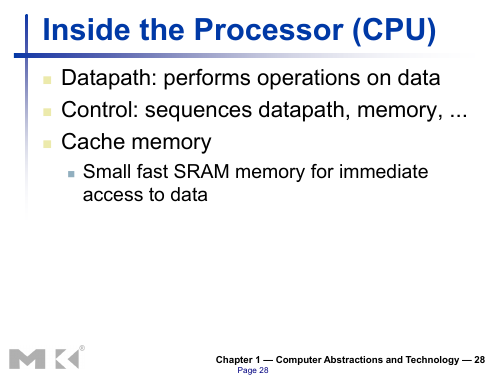 Inside the Processor (CPU)
Datapath: performs operations on data
Control: sequences datapath, memory, ...
Cache memory
Small fast SRAM memory for immediate
access to data
MK®
Chapter 1 — Computer Abstractions and Technology — 28
Page 28